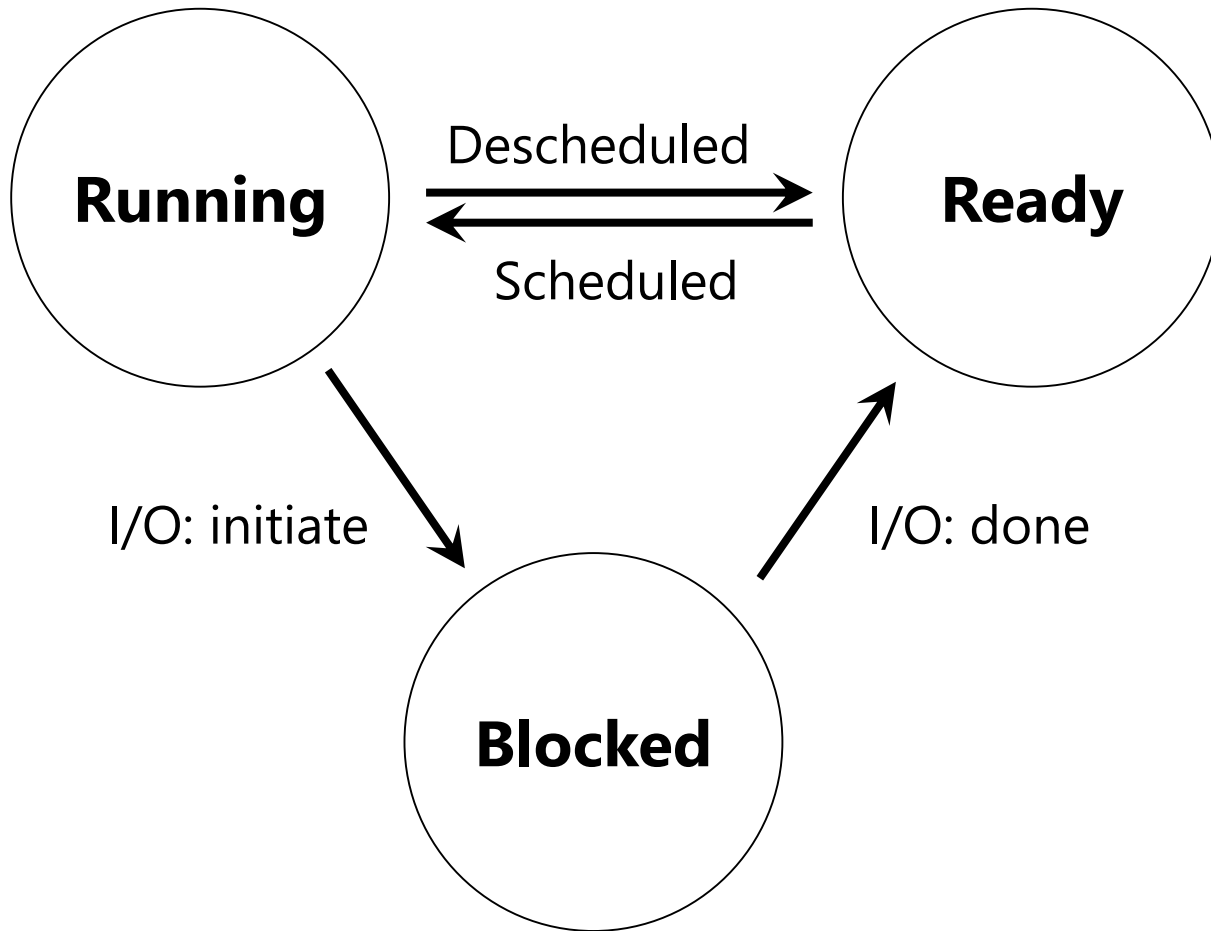 Descheduled
Running
Ready
Scheduled
I/O: initiate
I/O: done
Blocked